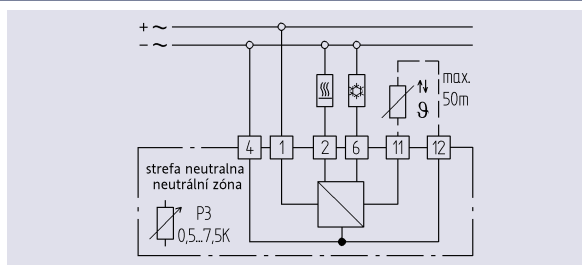 + ~
− ~
max.
50m
ϑ
4 1 2 6 11 12
strefa neutralna
neutrální zóna
P3
0,5...7,5K